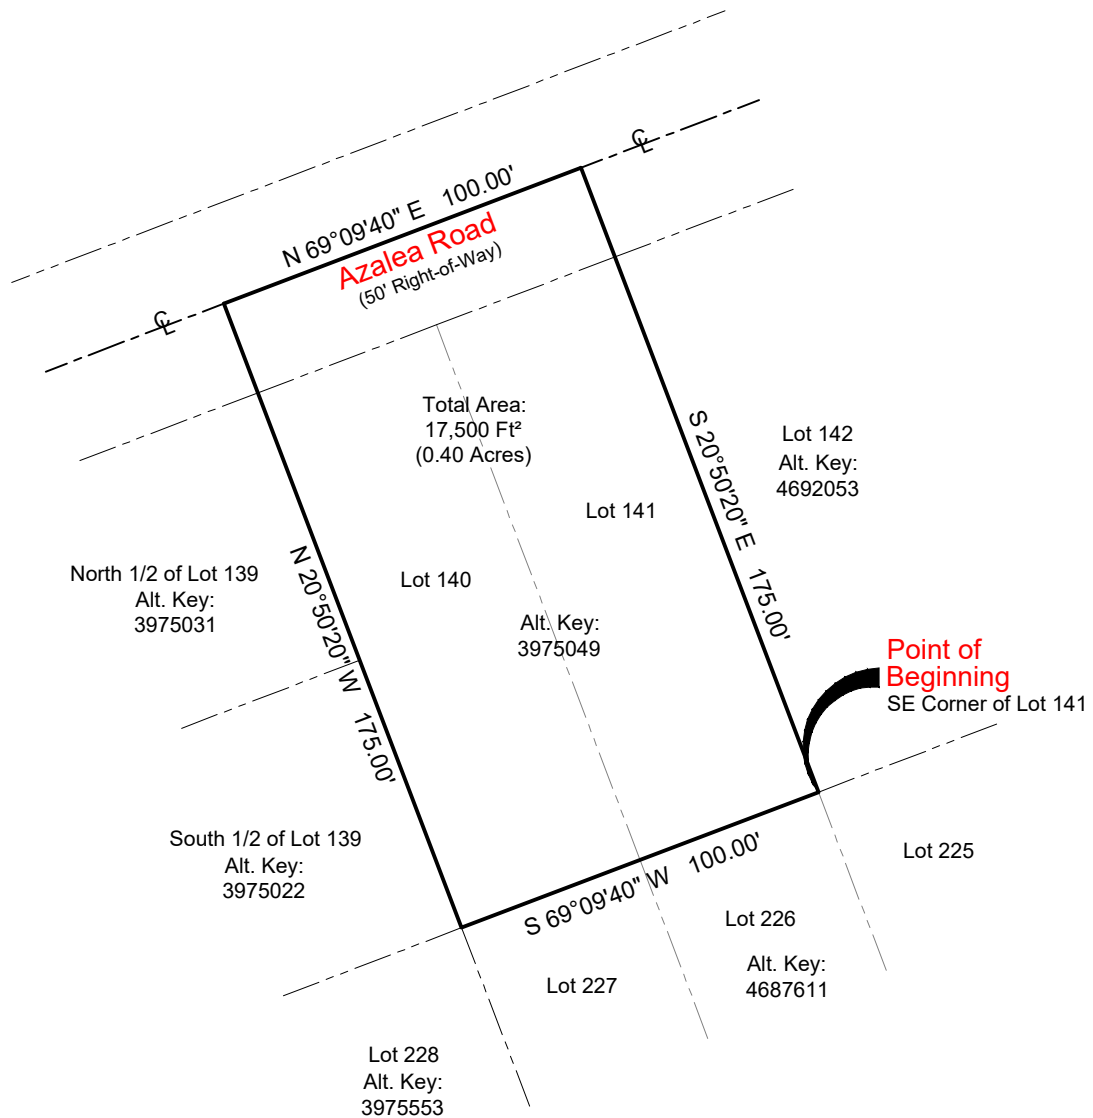 ℄
N 69°09'40" E 100.00'
Azalea Road
(50' Right-of-Way)
℄
Total Area:
17,500 Ft²
(0.40 Acres)
S 20°50'20" E 175.00'
Lot 142
Alt. Key:
4692053
Lot 141
North 1/2 of Lot 139
Alt. Key:
3975031
N 20°50'20" W 175.00'
Lot 140
Alt. Key:
3975049
Point of
Beginning
SE Corner of Lot 141
South 1/2 of Lot 139
Alt. Key:
3975022
S 69°09'40" W 100.00'
Lot 225
Lot 226
Alt. Key:
4687611
Lot 227
Lot 228
Alt. Key:
3975553